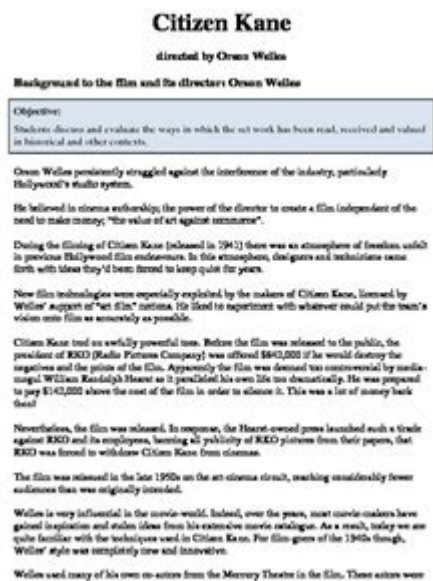 Citizen Kane
directed by Orson Welles
Background to the film and its director: Orson Welles
Objective:
Students discuss and evaluate the ways in which the set work has been read, received and valued
in historical and other contexts.
Orson Welles persistently struggled against the interference of the industry, particularly
Hollywood's studio system.
He believed in cinema authorship; the power of the director to create a film independent of the
need to make money; "the value of art against commerce".
During the filming of Citizen Kane (released in 1941) there was an atmosphere of freedom unfelt
in previous Hollywood film endeavours. In this atmosphere, designers and technicians came
forth with ideas they'd been forced to keep quiet for years.
New film technologies were especially exploited by the makers of Citizen Kane, licensed by
Welles' support of "art film" notions. He liked to experiment with whatever could put the team's
vision onto film as accurately as possible.
Citizen Kane trod on awfully powerful toes. Before the film was released to the public, the
president of RKO (Radio Pictures Company) was offered $842,000 if he would destroy the
negatives and the prints of the film. Apparently the film was deemed too controversial by media-
mogul William Randolph Hearst as it paralleled his own life too dramatically. He was prepared
to pay $142,000 above the cost of the film in order to silence it. This was a lot of money back
then!
Nevertheless, the film was released. In response, the Hearst-owned press launched such a tirade
against RKO and its employees, banning all publicity of RKO pictures from their papers, that
RKO was forced to withdraw Citizen Kane from cinemas.
The film was released in the late 1950s on the art-cinema circuit, reaching considerably fewer
audiences than was originally intended.
Welles is very influential in the movie-world. Indeed, over the years, most movie-makers have
gained inspiration and stolen ideas from his extensive movie catalogue. As a result, today we are
quite familiar with the techniques used in Citizen Kane. For film-goers of the 1940s though,
Welles' style was completely new and innovative.
Welles used many of his own co-actors from the Mercury Theatre in the film. These actors were